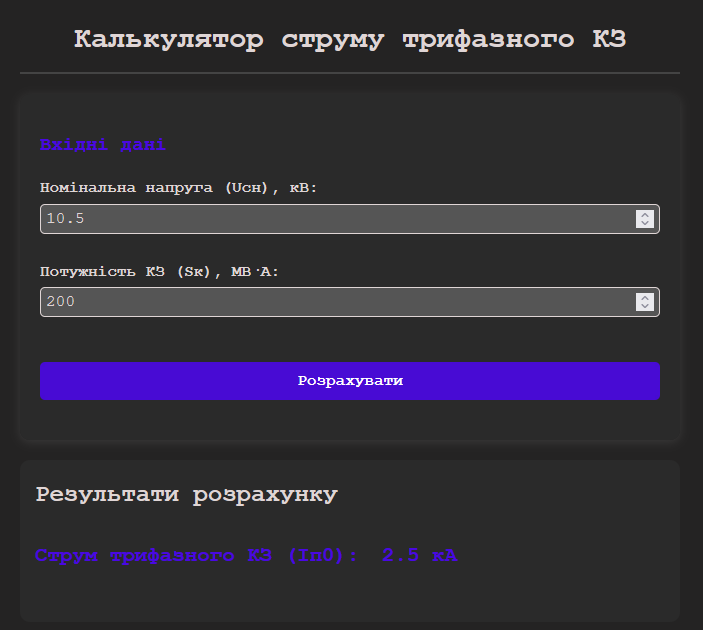 Калькулятор струму трифазного КЗ
Вхідні дані
Номінальна напруга (Uсн), кВ:
10.5
Потужність КЗ (Sк), МВ·А:
200
Розрахувати
Результати розрахунку
Струм трифазного КЗ (Iп0): 2.5 кА